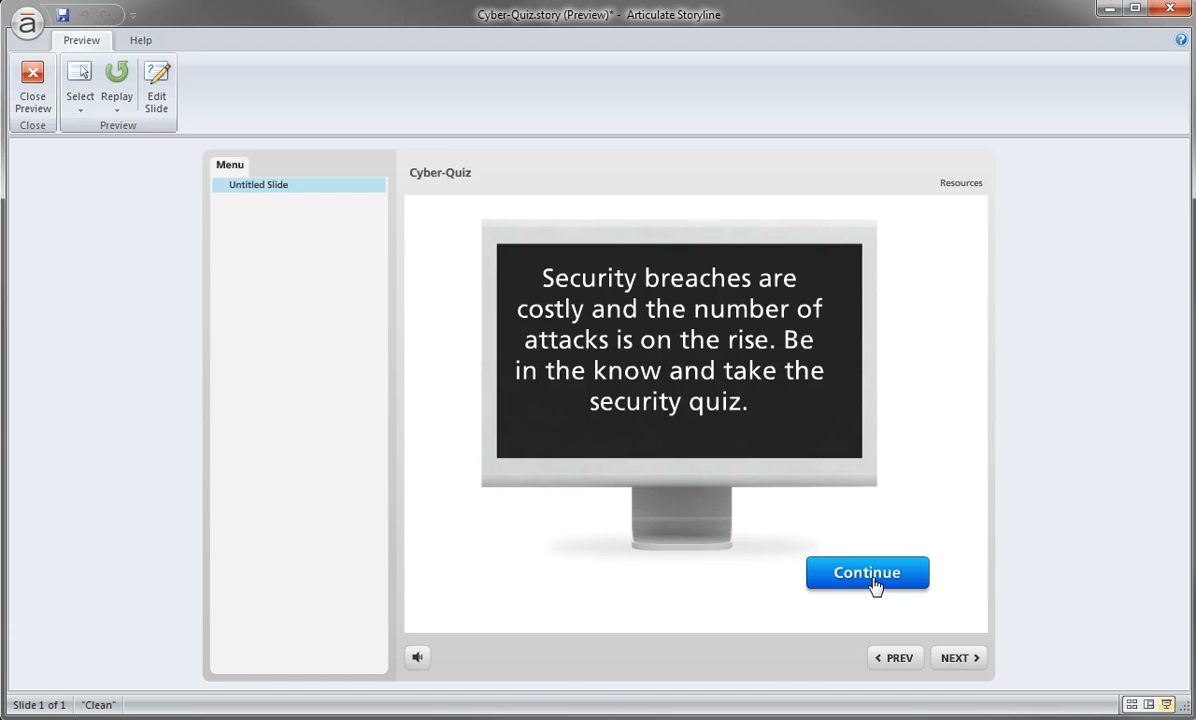 Cyber-Quiz.story (Preview)* - Articulate Storyline
Preview Help
Close Preview
Select
Replay
Edit Slide
Close
Preview
Menu
Untitled Slide
Cyber-Quiz
Resources
Security breaches are
costly and the number of
attacks is on the rise. Be
in the know and take the
security quiz.
Continue
PREV
NEXT
Slide 1 of 1
"Clean"